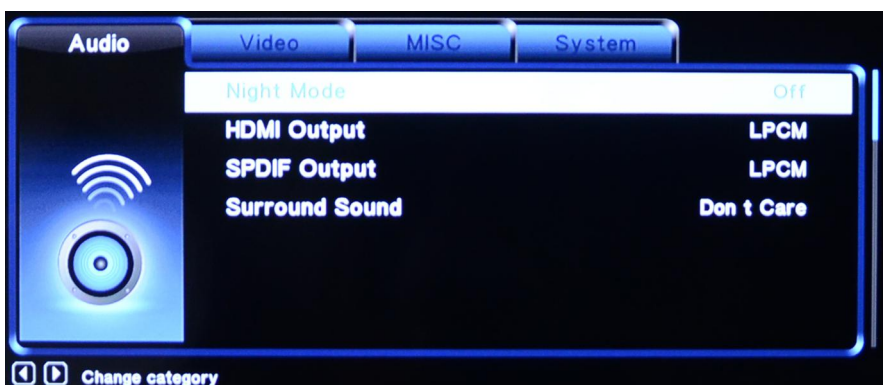 Audio Video MISC System
Night Mode Off
HDMI Output LPCM
SPDIF Output LPCM
Surround Sound Don t Care
Change category